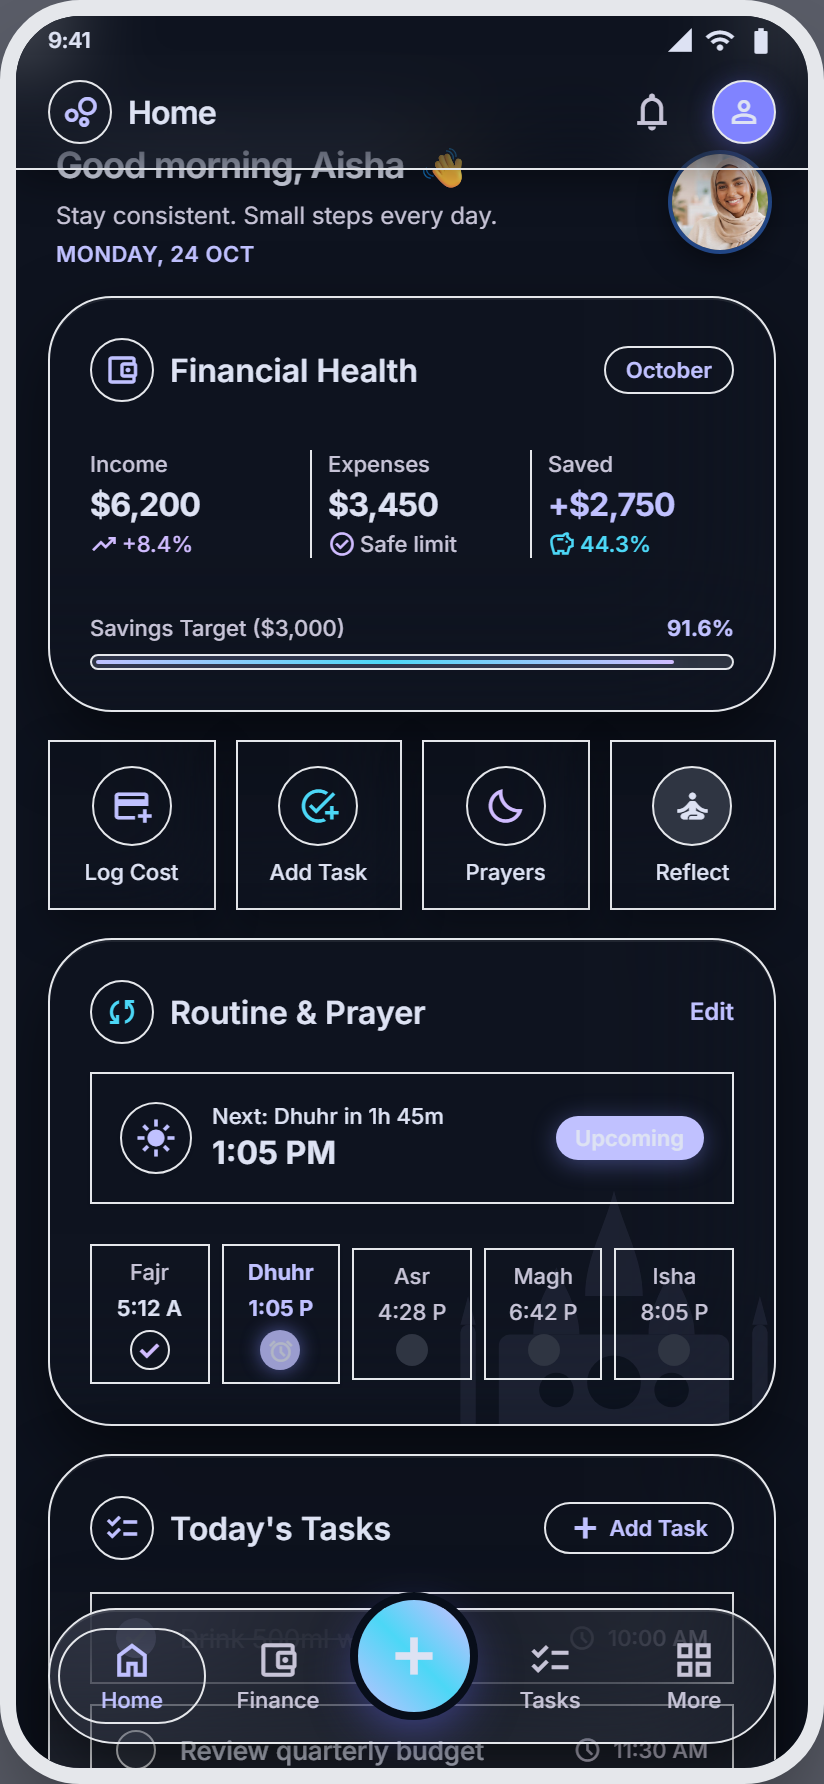 9:41
Home
Good morning, Aisha 👋
Stay consistent. Small steps every day.
MONDAY, 24 OCT
Financial Health
October
Income
Expenses
Saved
$6,200
$3,450
+$2,750
+8.4%
Safe limit
44.3%
Savings Target ($3,000)
91.6%
Log Cost
Add Task
Prayers
Reflect
Routine & Prayer
Edit
Next: Dhuhr in 1h 45m
1:05 PM
Upcoming
Fajr
5:12 A
Dhuhr
1:05 P
Asr
4:28 P
Magh
6:42 P
Isha
8:05 P
Today's Tasks
Add Task
Drink 500ml
10:00 AM
Home
Finance
Tasks
More
Review quarterly budget
11:30 AM